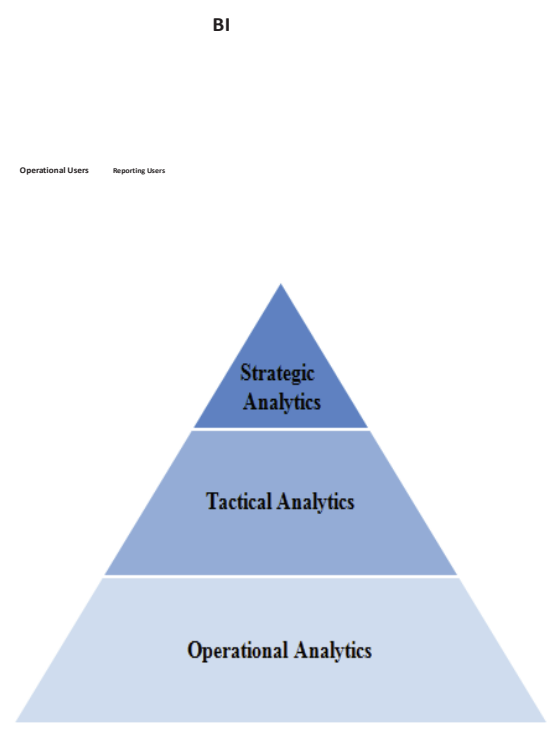 BI
Operational Users
Reporting Users
Strategic
Analytics
Tactical Analytics
Operational Analytics